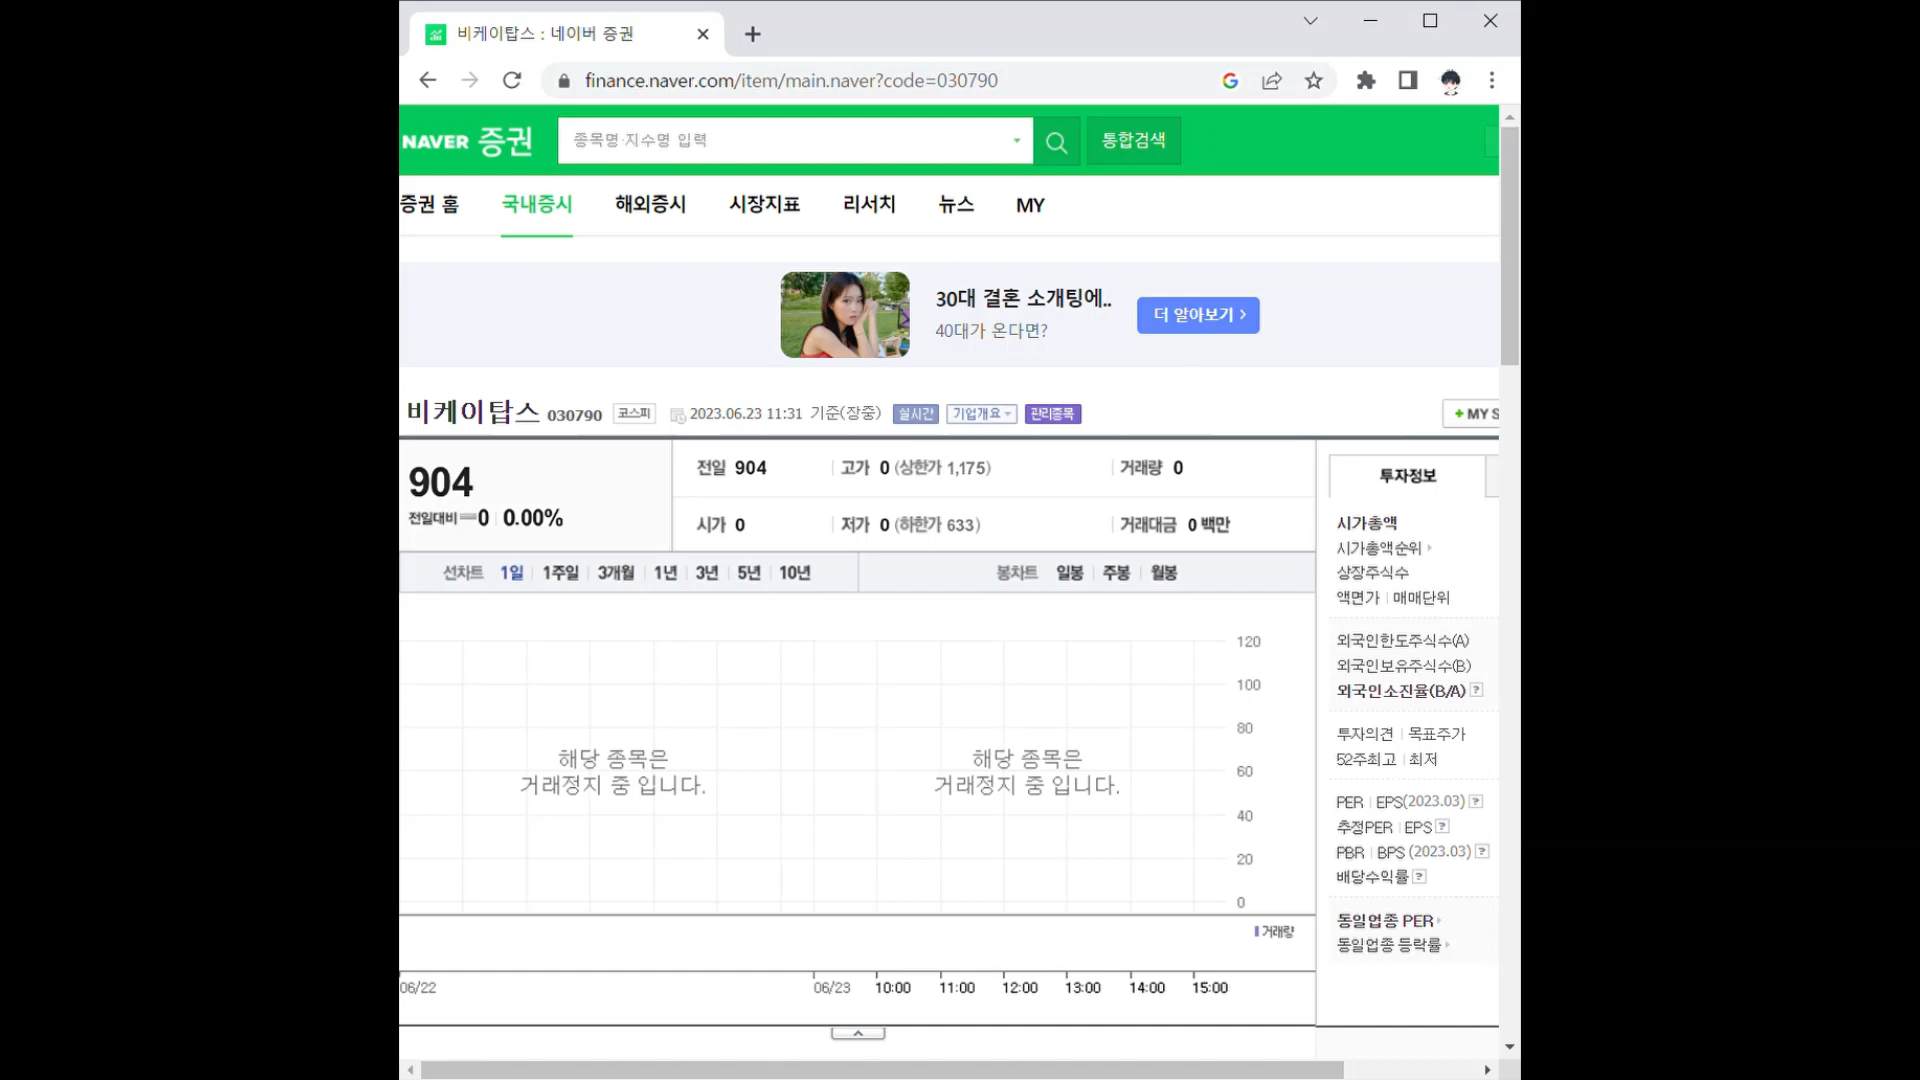 비케이탑스 : 네이버 증권
finance.naver.com/item/main.naver?code=030790
NAVER 증권
종목명·지수명 입력
통합검색
증권 홈 국내증시 해외증시 시장지표 리서치 뉴스 MY
30대 결혼 소개팅에..
40대가 온다면?
더 알아보기 >
비케이탑스 030790 코스피 2023.06.23 11:31 기준(장중) 실시간 기업개요 관리종목
+ MY S
904
전일대비 0 0.00%
전일 904 고가 0 (상한가 1,175) 거래량 0
시가 0 저가 0 (하한가 633) 거래대금 0 백만
선차트 1일 1주일 3개월 1년 3년 5년 10년
봉차트 일봉 주봉 월봉
해당 종목은
거래정지 중 입니다.
해당 종목은
거래정지 중 입니다.
120
100
80
60
40
20
0
거래량
06/22 06/23 10:00 11:00 12:00 13:00 14:00 15:00
투자정보
시가총액
시가총액순위
상장주식수
액면가 매매단위
외국인한도주식수(A)
외국인보유주식수(B)
외국인소진율(B/A) ?
투자의견 목표주가
52주최고 최저
PER EPS(2023.03) ?
추정PER EPS ?
PBR BPS (2023.03) ?
배당수익률 ?
동일업종 PER
동일업종 등락률